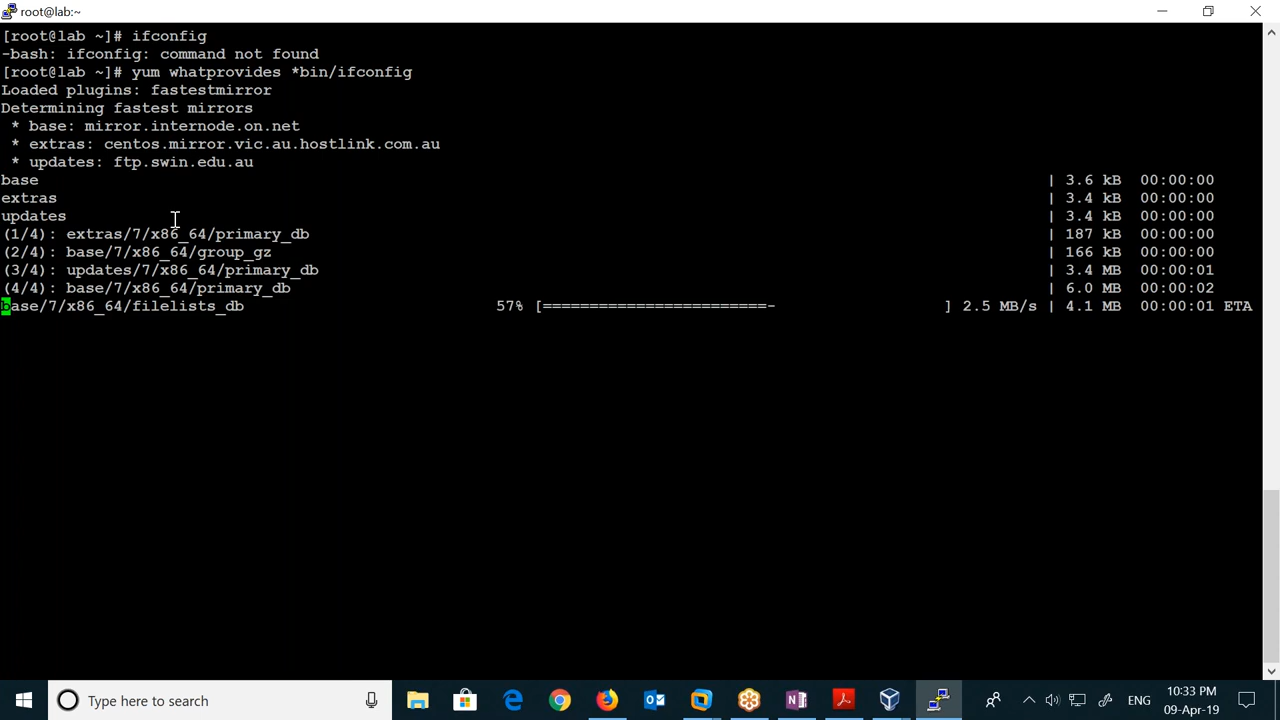 root@lab:~
[root@lab ~]# ifconfig
-bash: ifconfig: command not found
[root@lab ~]# yum whatprovides *bin/ifconfig
Loaded plugins: fastestmirror
Determining fastest mirrors
 * base: mirror.internode.on.net
 * extras: centos.mirror.vic.au.hostlink.com.au
 * updates: ftp.swin.edu.au
base | 3.6 kB 00:00:00
extras | 3.4 kB 00:00:00
updates | 3.4 kB 00:00:00
(1/4): extras/7/x86_64/primary_db | 187 kB 00:00:00
(2/4): base/7/x86_64/group_gz | 166 kB 00:00:00
(3/4): updates/7/x86_64/primary_db | 3.4 MB 00:00:01
(4/4): base/7/x86_64/primary_db | 6.0 MB 00:00:02
base/7/x86_64/filelists_db 57% [========================- ] 2.5 MB/s | 4.1 MB 00:00:01 ETA
Type here to search
ENG
10:33 PM
09-Apr-19